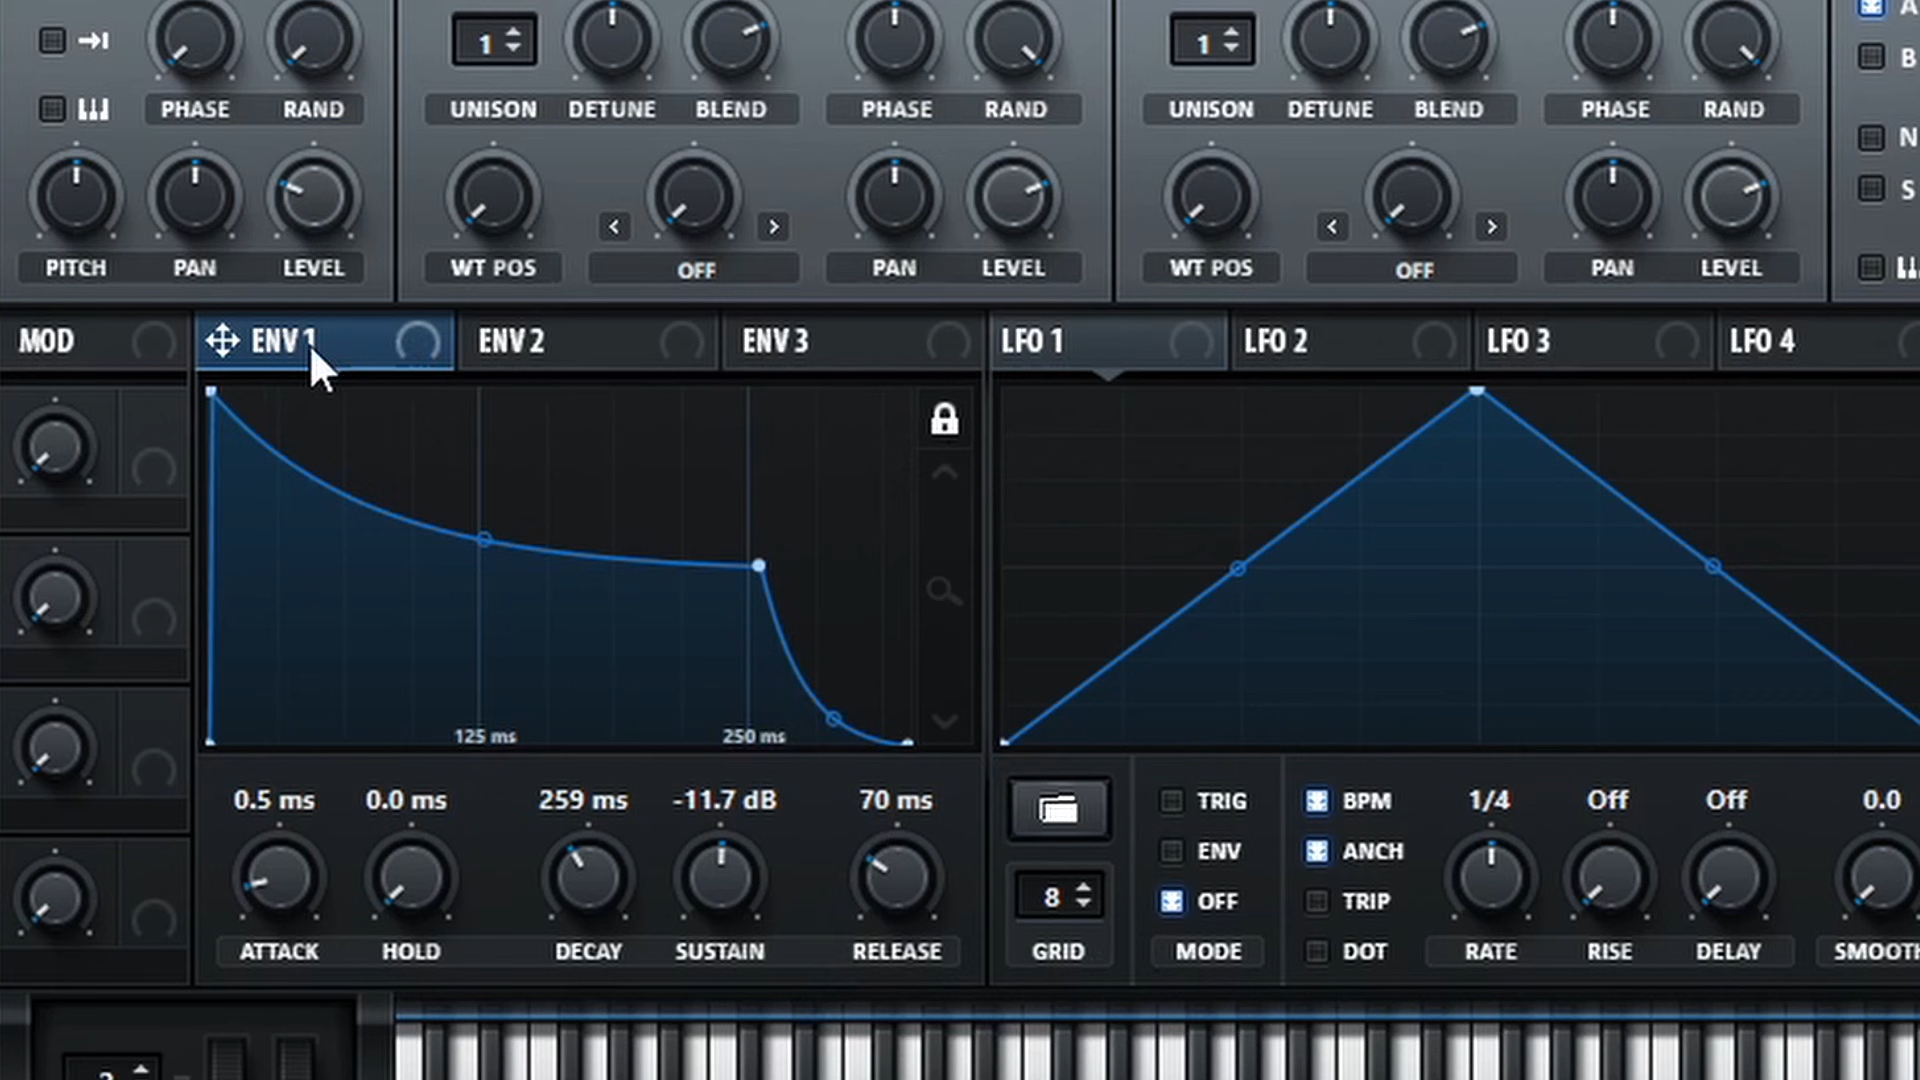 A
1
1
B
PHASE RAND UNISON DETUNE BLEND PHASE RAND UNISON DETUNE BLEND PHASE RAND
N
S
< > < >
PITCH PAN LEVEL WT POS OFF PAN LEVEL WT POS OFF PAN LEVEL
MOD ENV 1 ENV 2 ENV 3 LFO 1 LFO 2 LFO 3 LFO 4
125 ms 250 ms
0.5 ms 0.0 ms 259 ms -11.7 dB 70 ms TRIG BPM 1/4 Off Off 0.0
ENV ANCH
8 OFF TRIP
ATTACK HOLD DECAY SUSTAIN RELEASE GRID MODE DOT RATE RISE DELAY SMOOTH